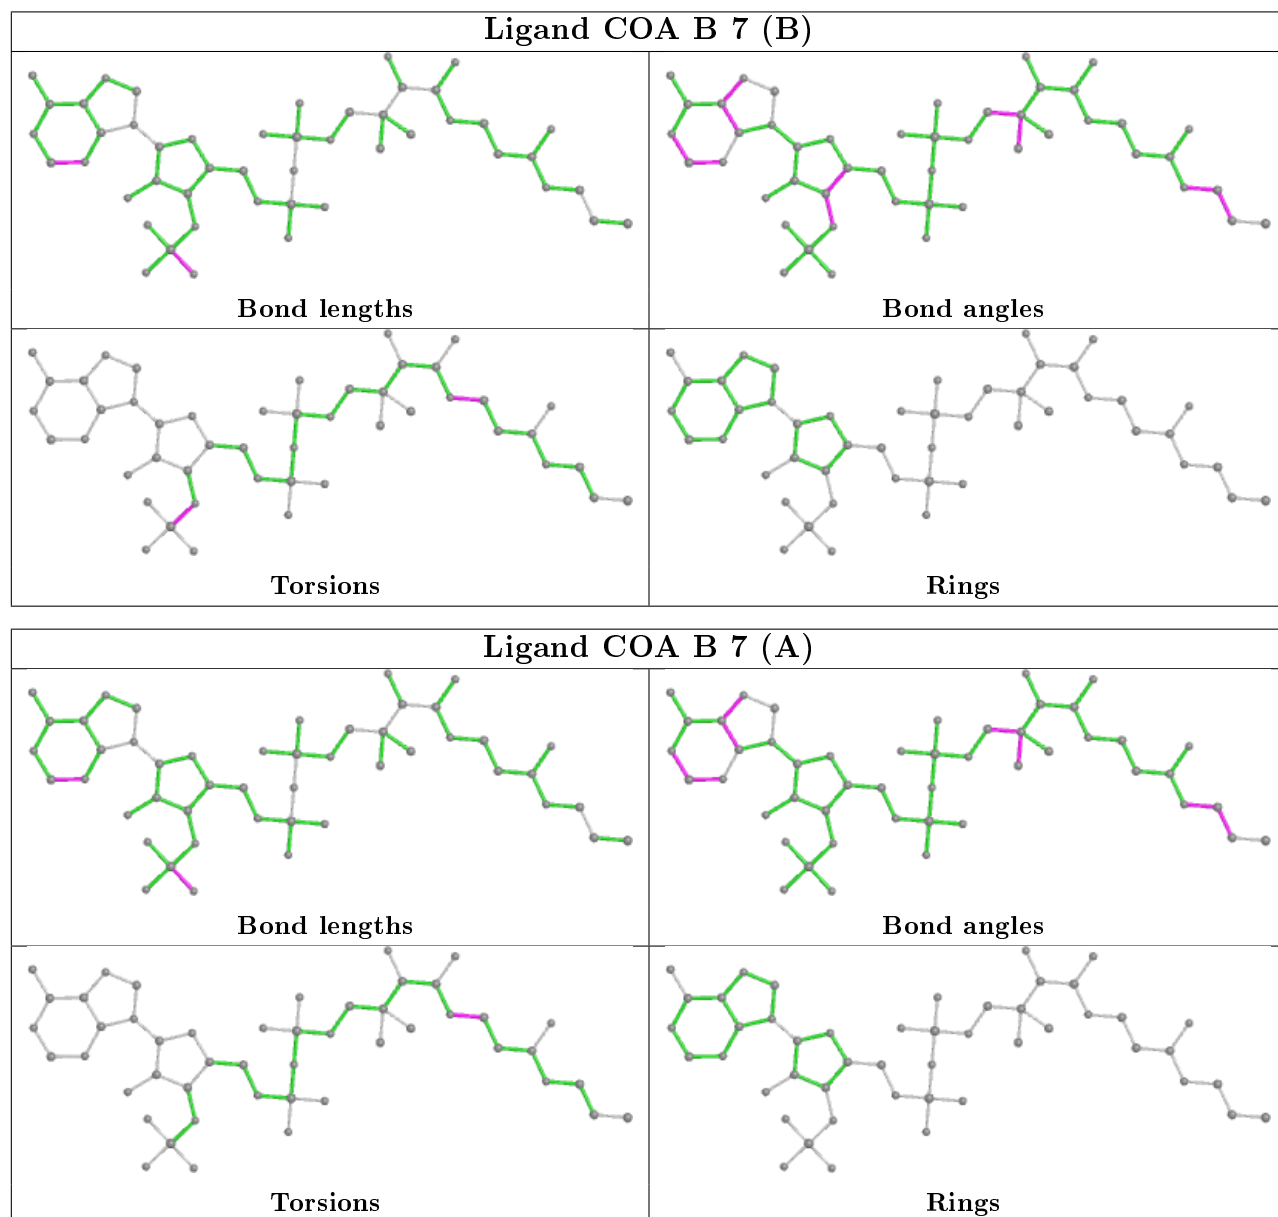 Ligand COA B 7 (B)
Bond lengths
Bond angles
Torsions
Rings
Ligand COA B 7 (A)
Bond lengths
Bond angles
Torsions
Rings